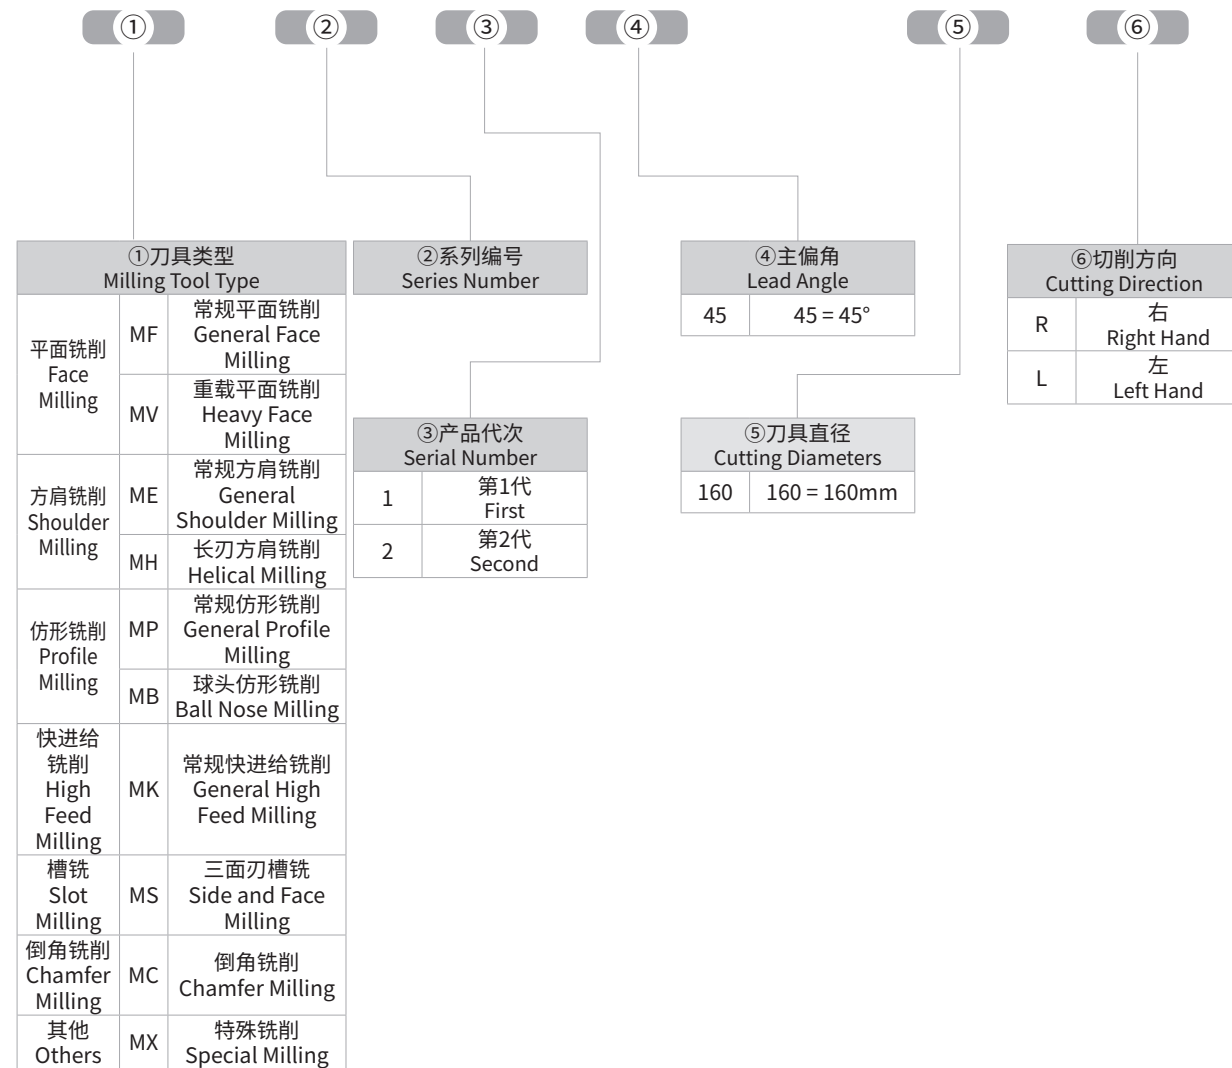 ① ② ③ ④ ⑤ ⑥
①刀具类型
Milling Tool Type
平面铣削
Face
Milling
MF
常规平面铣削
General Face
Milling
MV
重载平面铣削
Heavy Face
Milling
方肩铣削
Shoulder
Milling
ME
常规方肩铣削
General
Shoulder Milling
MH
长刃方肩铣削
Helical Milling
仿形铣削
Profile
Milling
MP
常规仿形铣削
General Profile
Milling
MB
球头仿形铣削
Ball Nose Milling
快进给
铣削
High
Feed
Milling
MK
常规快进给铣削
General High
Feed Milling
槽铣
Slot
Milling
MS
三面刃槽铣
Side and Face
Milling
倒角铣削
Chamfer
Milling
MC
倒角铣削
Chamfer Milling
其他
Others
MX
特殊铣削
Special Milling
②系列编号
Series Number
③产品代次
Serial Number
1
第1代
First
2
第2代
Second
④主偏角
Lead Angle
45
45 = 45°
⑤刀具直径
Cutting Diameters
160
160 = 160mm
⑥切削方向
Cutting Direction
R
右
Right Hand
L
左
Left Hand